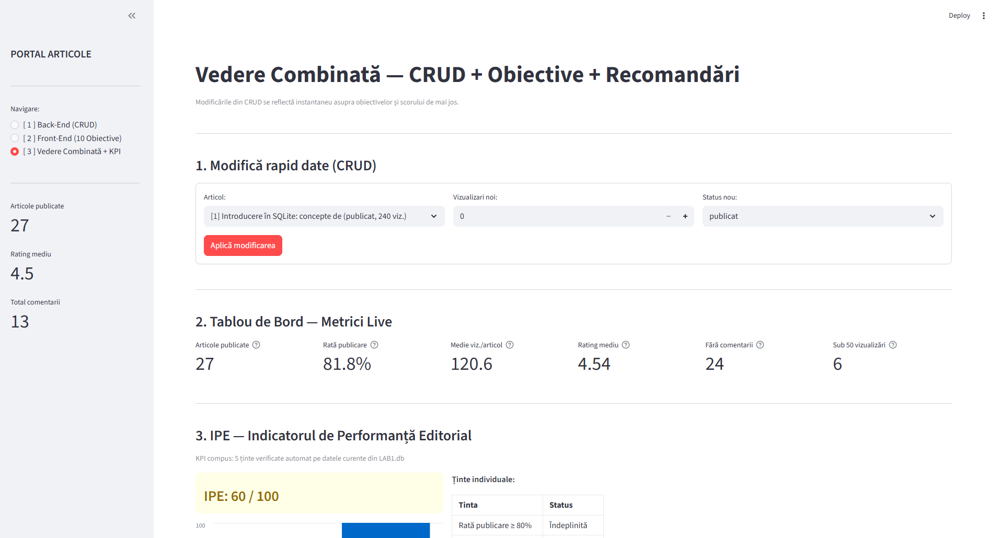 Deploy
PORTAL ARTICOLE
Navigare:
[ 1 ] Back-End (CRUD)
[ 2 ] Front-End (10 Obiective)
[ 3 ] Vedere Combinată + KPI
Articole publicate
27
Rating mediu
4.5
Total comentarii
13
Vedere Combinată — CRUD + Obiective + Recomandări
Modificările din CRUD se reflectă instantaneu asupra obiectivelor și scorului de mai jos.
1. Modifică rapid date (CRUD)
Articol: Vizualizari noi: Status nou:
[1] Introducere în SQLite: concepte de (publicat, 240 viz.) 0 − + publicat
Aplică modificarea
2. Tablou de Bord — Metrici Live
Articole publicate Rată publicare Medie viz./articol Rating mediu Fără comentarii Sub 50 vizualizări
27 81.8% 120.6 4.54 24 6
3. IPE — Indicatorul de Performanță Editorial
KPI compus: 5 ținte verificate automat pe datele curente din LAB1.db
IPE: 60 / 100
100
Ținte individuale:
Tinta Status
Rată publicare ≥ 80% Îndeplinită